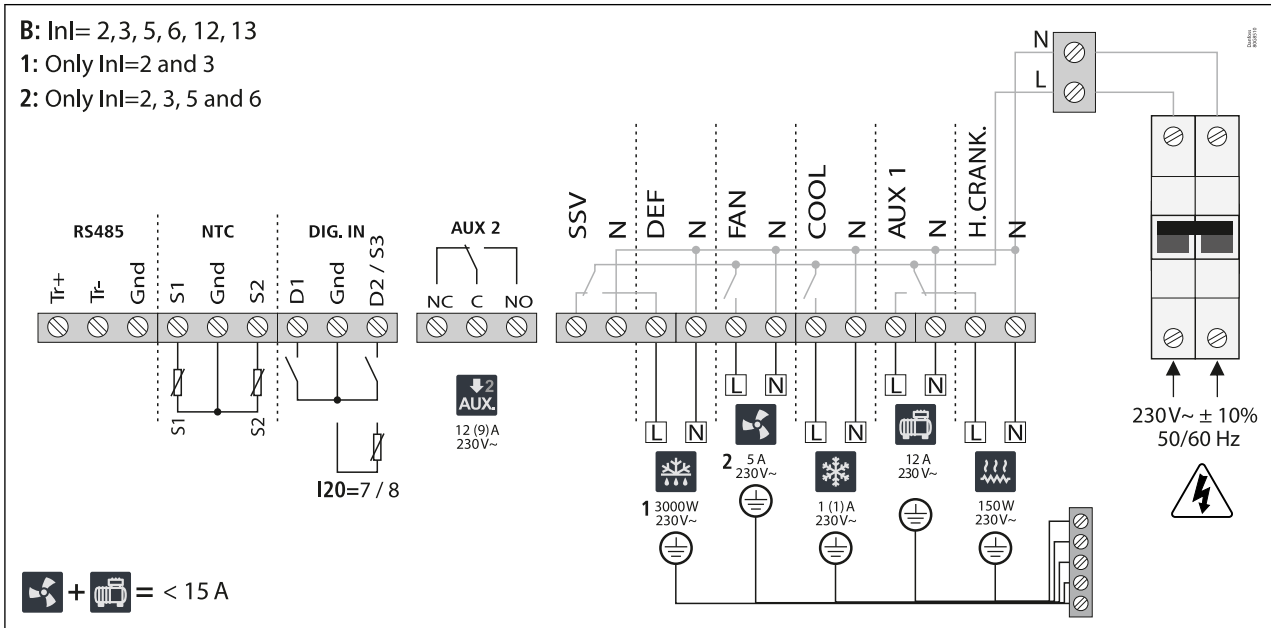 B: InI= 2, 3, 5, 6, 12, 13
1: Only InI=2 and 3
2: Only InI=2, 3, 5 and 6
N
L
RS485
NTC
DIG. IN
AUX 2
Tr+
Tr-
Gnd
S1
Gnd
S2
D1
Gnd
D2 / S3
NC C NO
SSV
N
DEF
N
FAN
N
COOL
N
AUX 1
N
H.CRANK.
N
S1
S2
I20=7 / 8
2
AUX.
12 (9) A
230V~
L N
L N
L N
L N
L N
1 3000W
230V~
2 5 A
230V~
1 (1) A
230V~
12 A
230V~
150W
230V~
230V~ ± 10%
50/60 Hz
+ = < 15 A
Danfoss